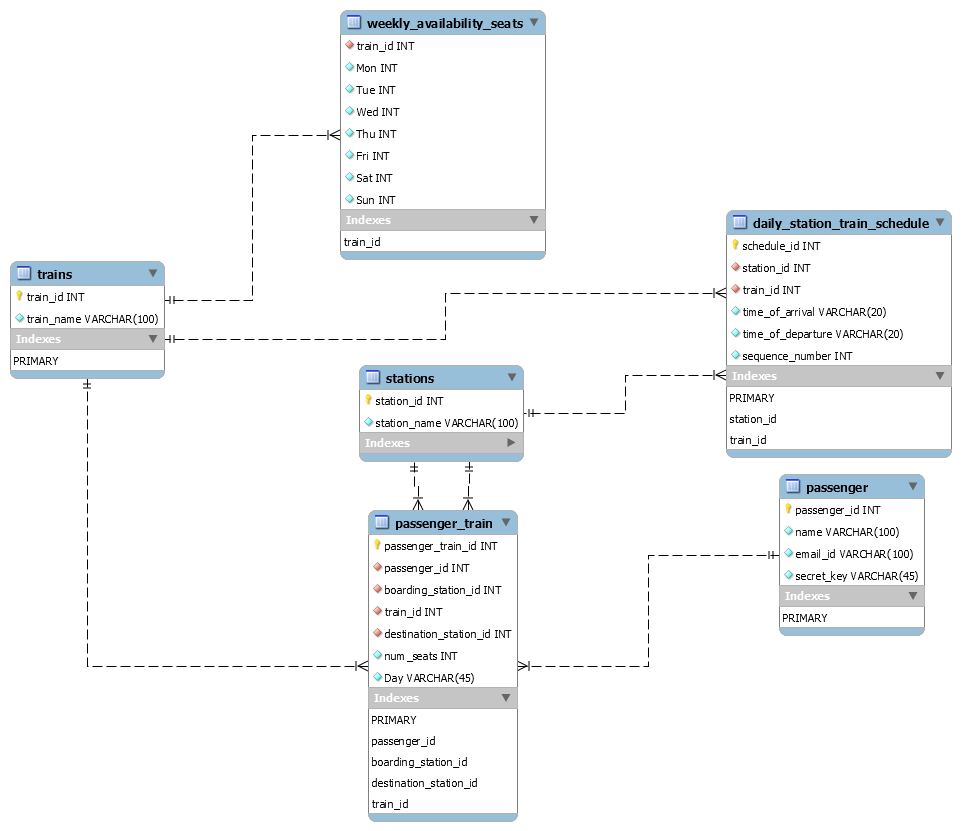 weekly_availability_seats
train_id INT
Mon INT
Tue INT
Wed INT
Thu INT
Fri INT
Sat INT
Sun INT
Indexes
train_id
daily_station_train_schedule
schedule_id INT
station_id INT
train_id INT
time_of_arrival VARCHAR(20)
time_of_departure VARCHAR(20)
sequence_number INT
Indexes
PRIMARY
station_id
train_id
trains
train_id INT
train_name VARCHAR(100)
Indexes
PRIMARY
stations
station_id INT
station_name VARCHAR(100)
Indexes
passenger
passenger_id INT
name VARCHAR(100)
email_id VARCHAR(100)
secret_key VARCHAR(45)
Indexes
PRIMARY
passenger_train
passenger_train_id INT
passenger_id INT
boarding_station_id INT
train_id INT
destination_station_id INT
num_seats INT
Day VARCHAR(45)
Indexes
PRIMARY
passenger_id
boarding_station_id
destination_station_id
train_id